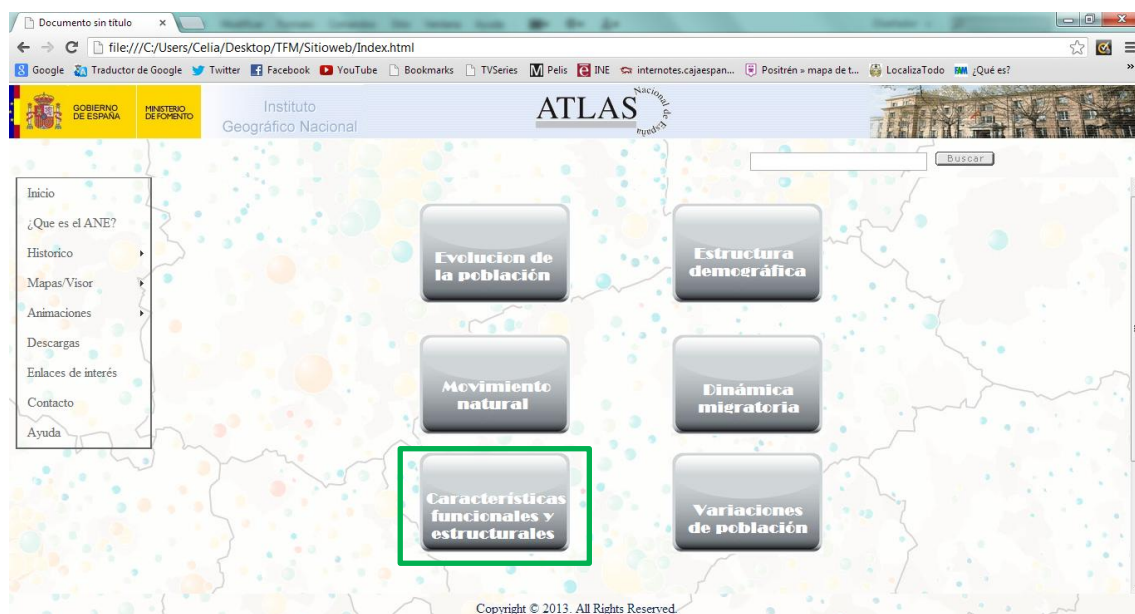 Documento sin título
file:///C:/Users/Celia/Desktop/TFM/Sitioweb/Index.html
Google Traductor de Google Twitter Facebook YouTube Bookmarks TVSeries Pelis INE internotes.cajaespan... Positrén » mapa de t... LocalizaTodo ¿Qué es? »
GOBIERNO
DE ESPAÑA
MINISTERIO
DE FOMENTO
Instituto
Geográfico Nacional
ATLAS
Nacional de España
Buscar
Inicio
¿Que es el ANE?
Historico
Mapas/Visor
Animaciones
Descargas
Enlaces de interés
Contacto
Ayuda
Evolucion de
la población
Estructura
demográfica
Movimiento
natural
Dinámica
migratoria
Características
funcionales y
estructurales
Variaciones
de población
Copyright © 2013. All Rights Reserved.